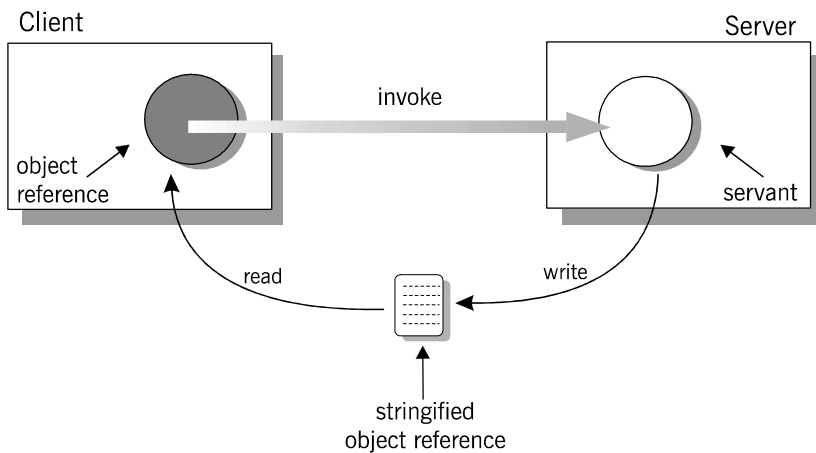 Client
Server
invoke
object
reference
servant
read
write
stringified
object reference